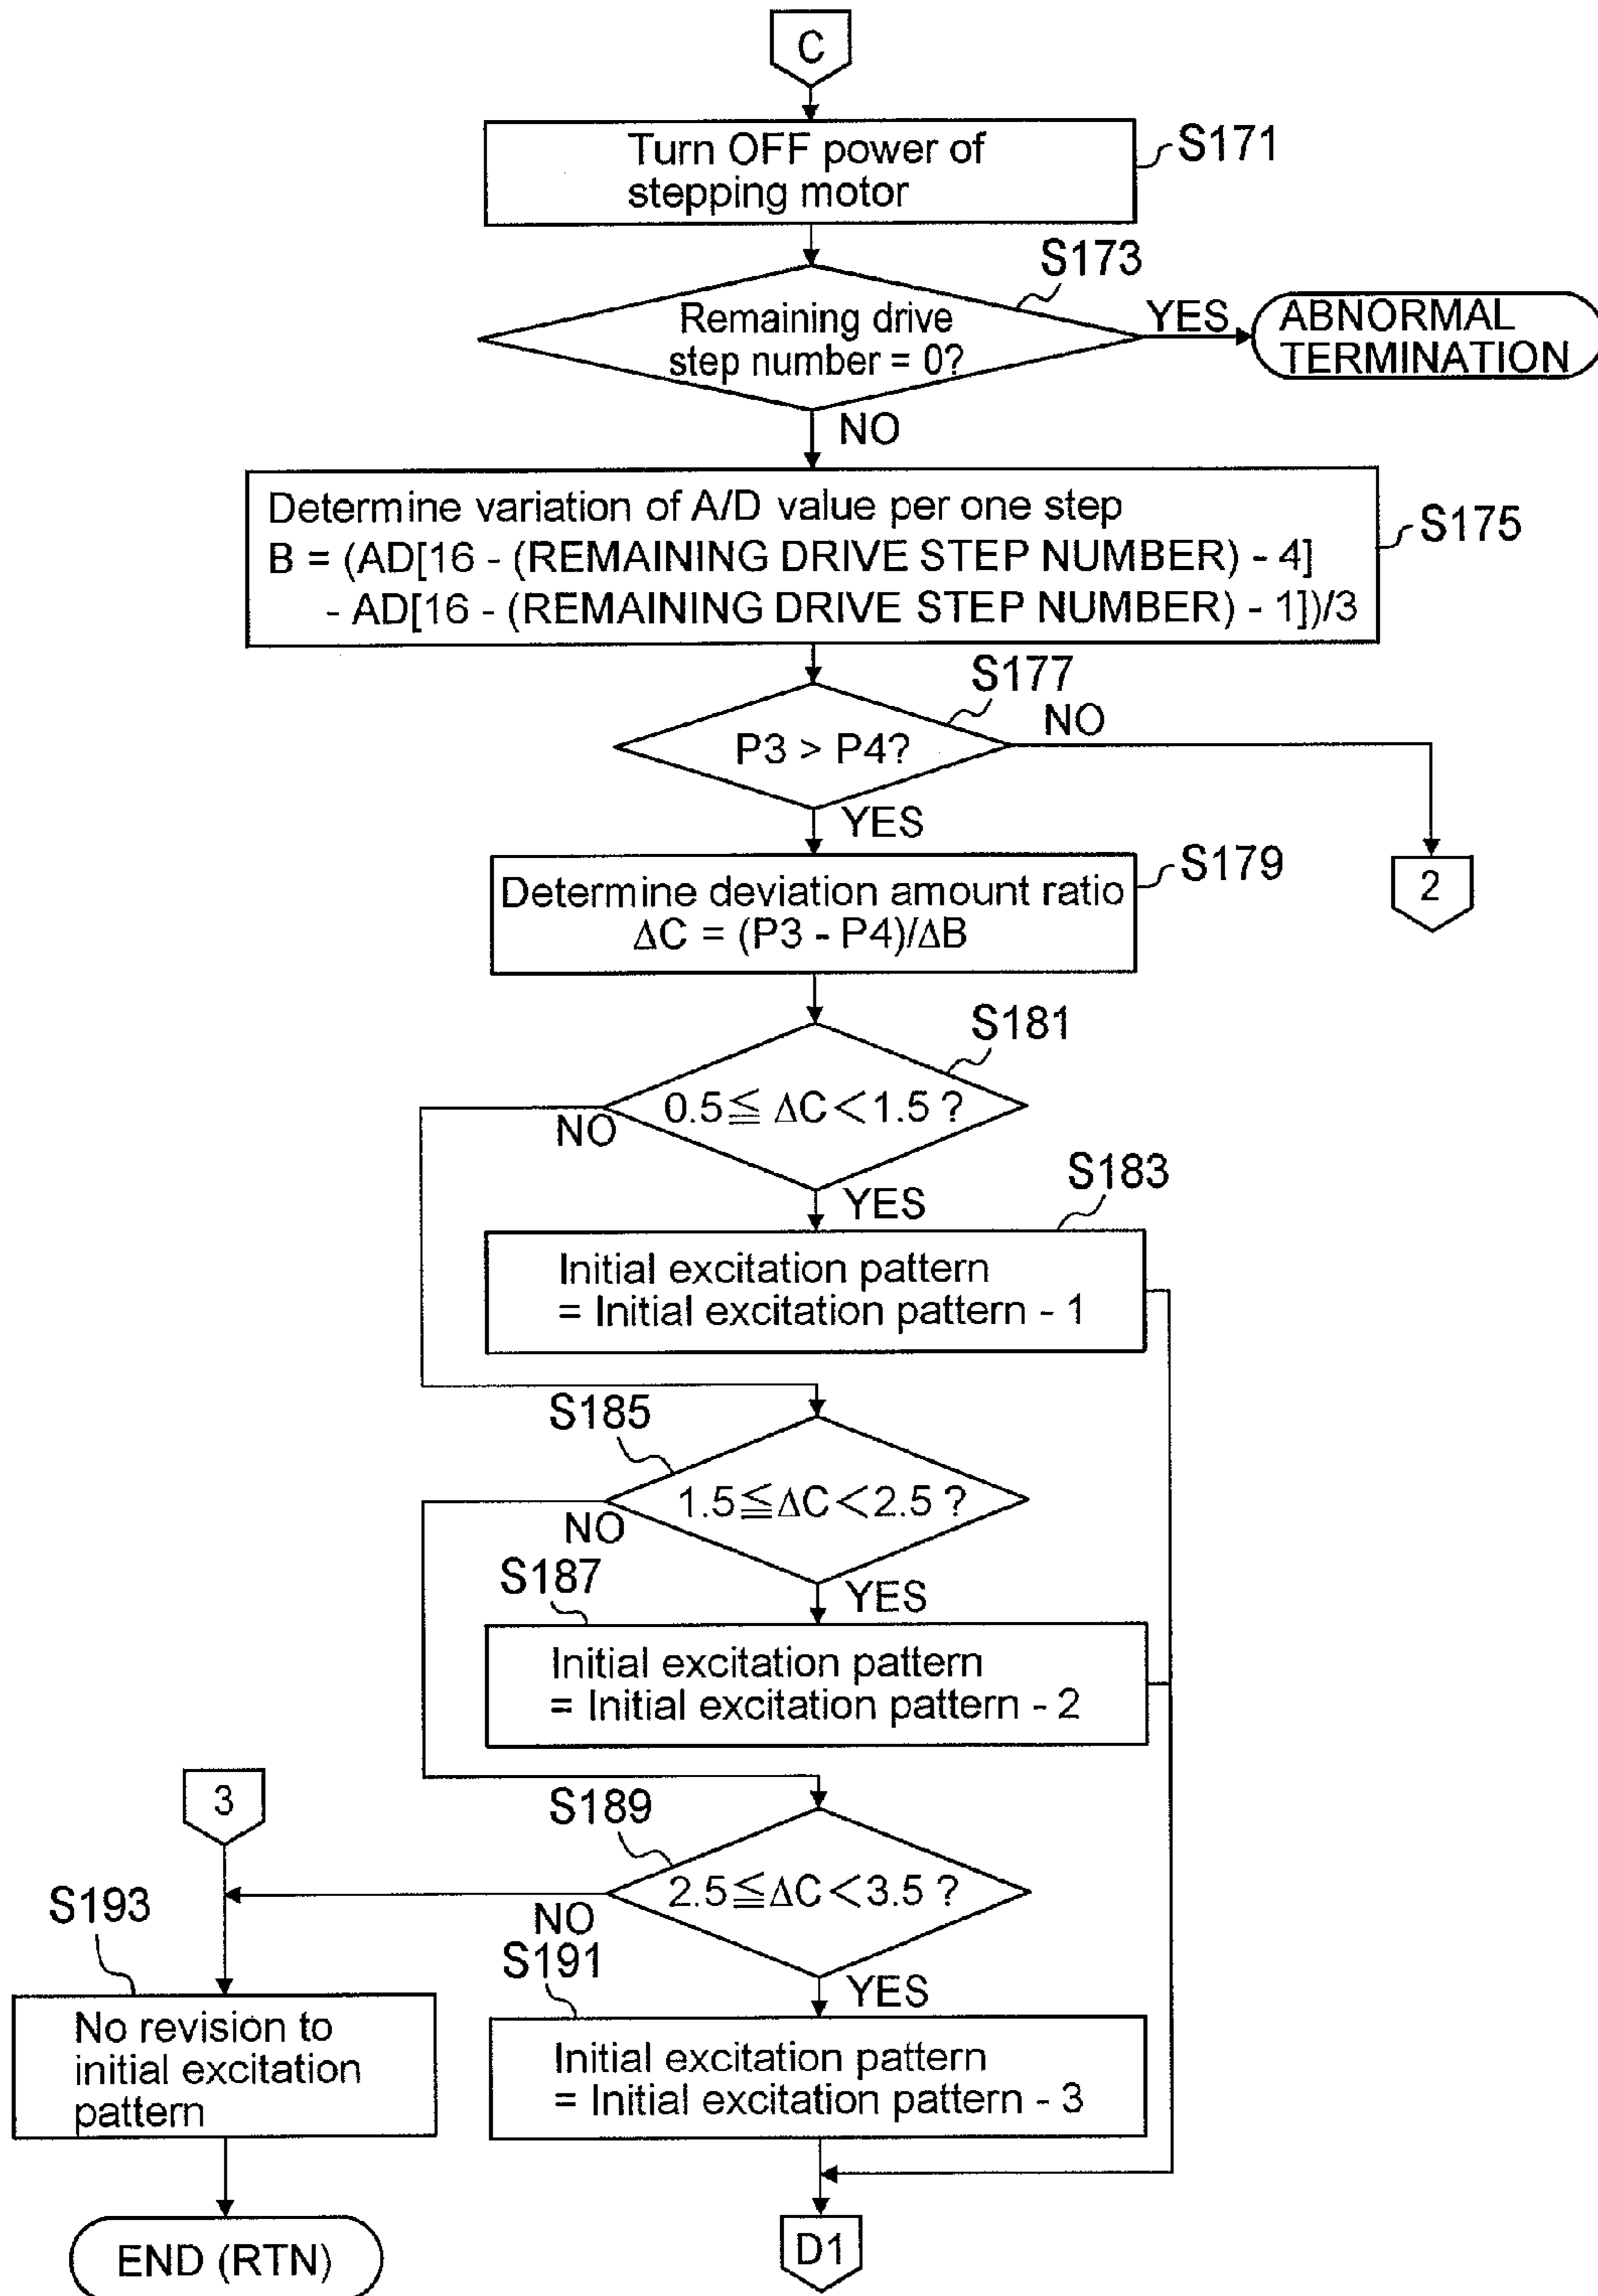 C
Turn OFF power of
stepping motor
S171
S173
Remaining drive
step number = 0?
YES
ABNORMAL
TERMINATION
NO
Determine variation of A/D value per one step
B = (AD[16 - (REMAINING DRIVE STEP NUMBER) - 4]
- AD[16 - (REMAINING DRIVE STEP NUMBER) - 1])/3
S175
S177
P3 > P4?
NO
YES
2
Determine deviation amount ratio
ΔC = (P3 - P4)/ΔB
S179
S181
0.5≦ ΔC<1.5 ?
NO
YES
S183
Initial excitation pattern
= Initial excitation pattern - 1
S185
1.5≦ΔC<2.5 ?
NO
YES
S187
Initial excitation pattern
= Initial excitation pattern - 2
3
S189
2.5≦ΔC<3.5 ?
NO
YES
S193
No revision to
initial excitation
pattern
S191
Initial excitation pattern
= Initial excitation pattern - 3
END (RTN)
D1